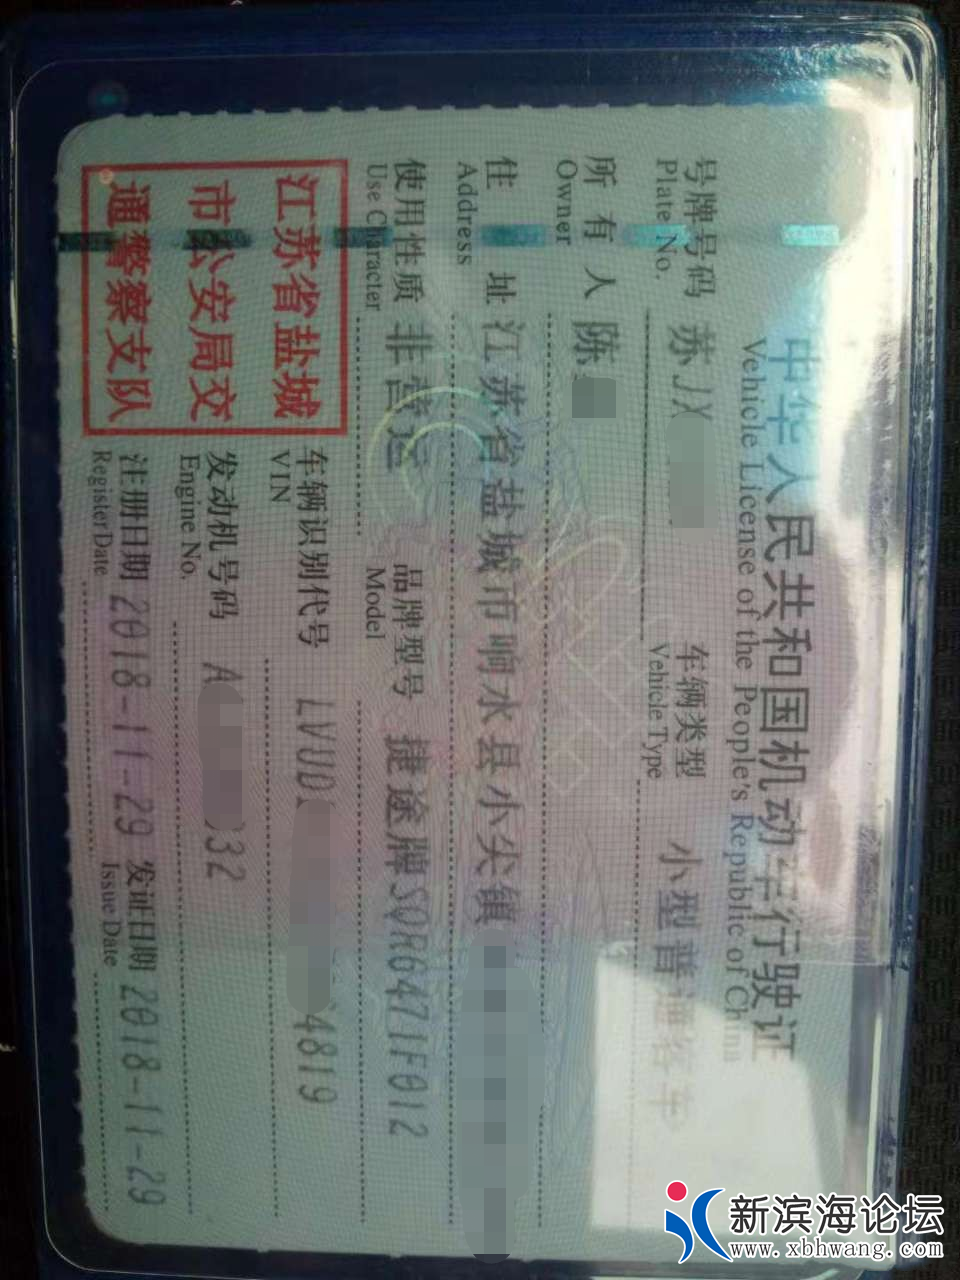 中华人民共和国机动车行驶证
Vehicle License of the People's Republic of China
号牌号码 苏JX 车辆类型 小型普通客车
Plate No. Vehicle Type
所有人 陈
Owner
住址 江苏省盐城市响水县小尖镇
Address
使用性质 非营运 品牌型号 捷途牌SQR6471F012
Use Character Model
江苏省盐城
市公安局交
通警察支队
车辆识别代号 LVUD 4819
VIN
发动机号码 A 32
Engine No.
注册日期 2018-11-29 发证日期 2018-11-29
Register Date Issue Date
新滨海论坛
www.xbhwang.com